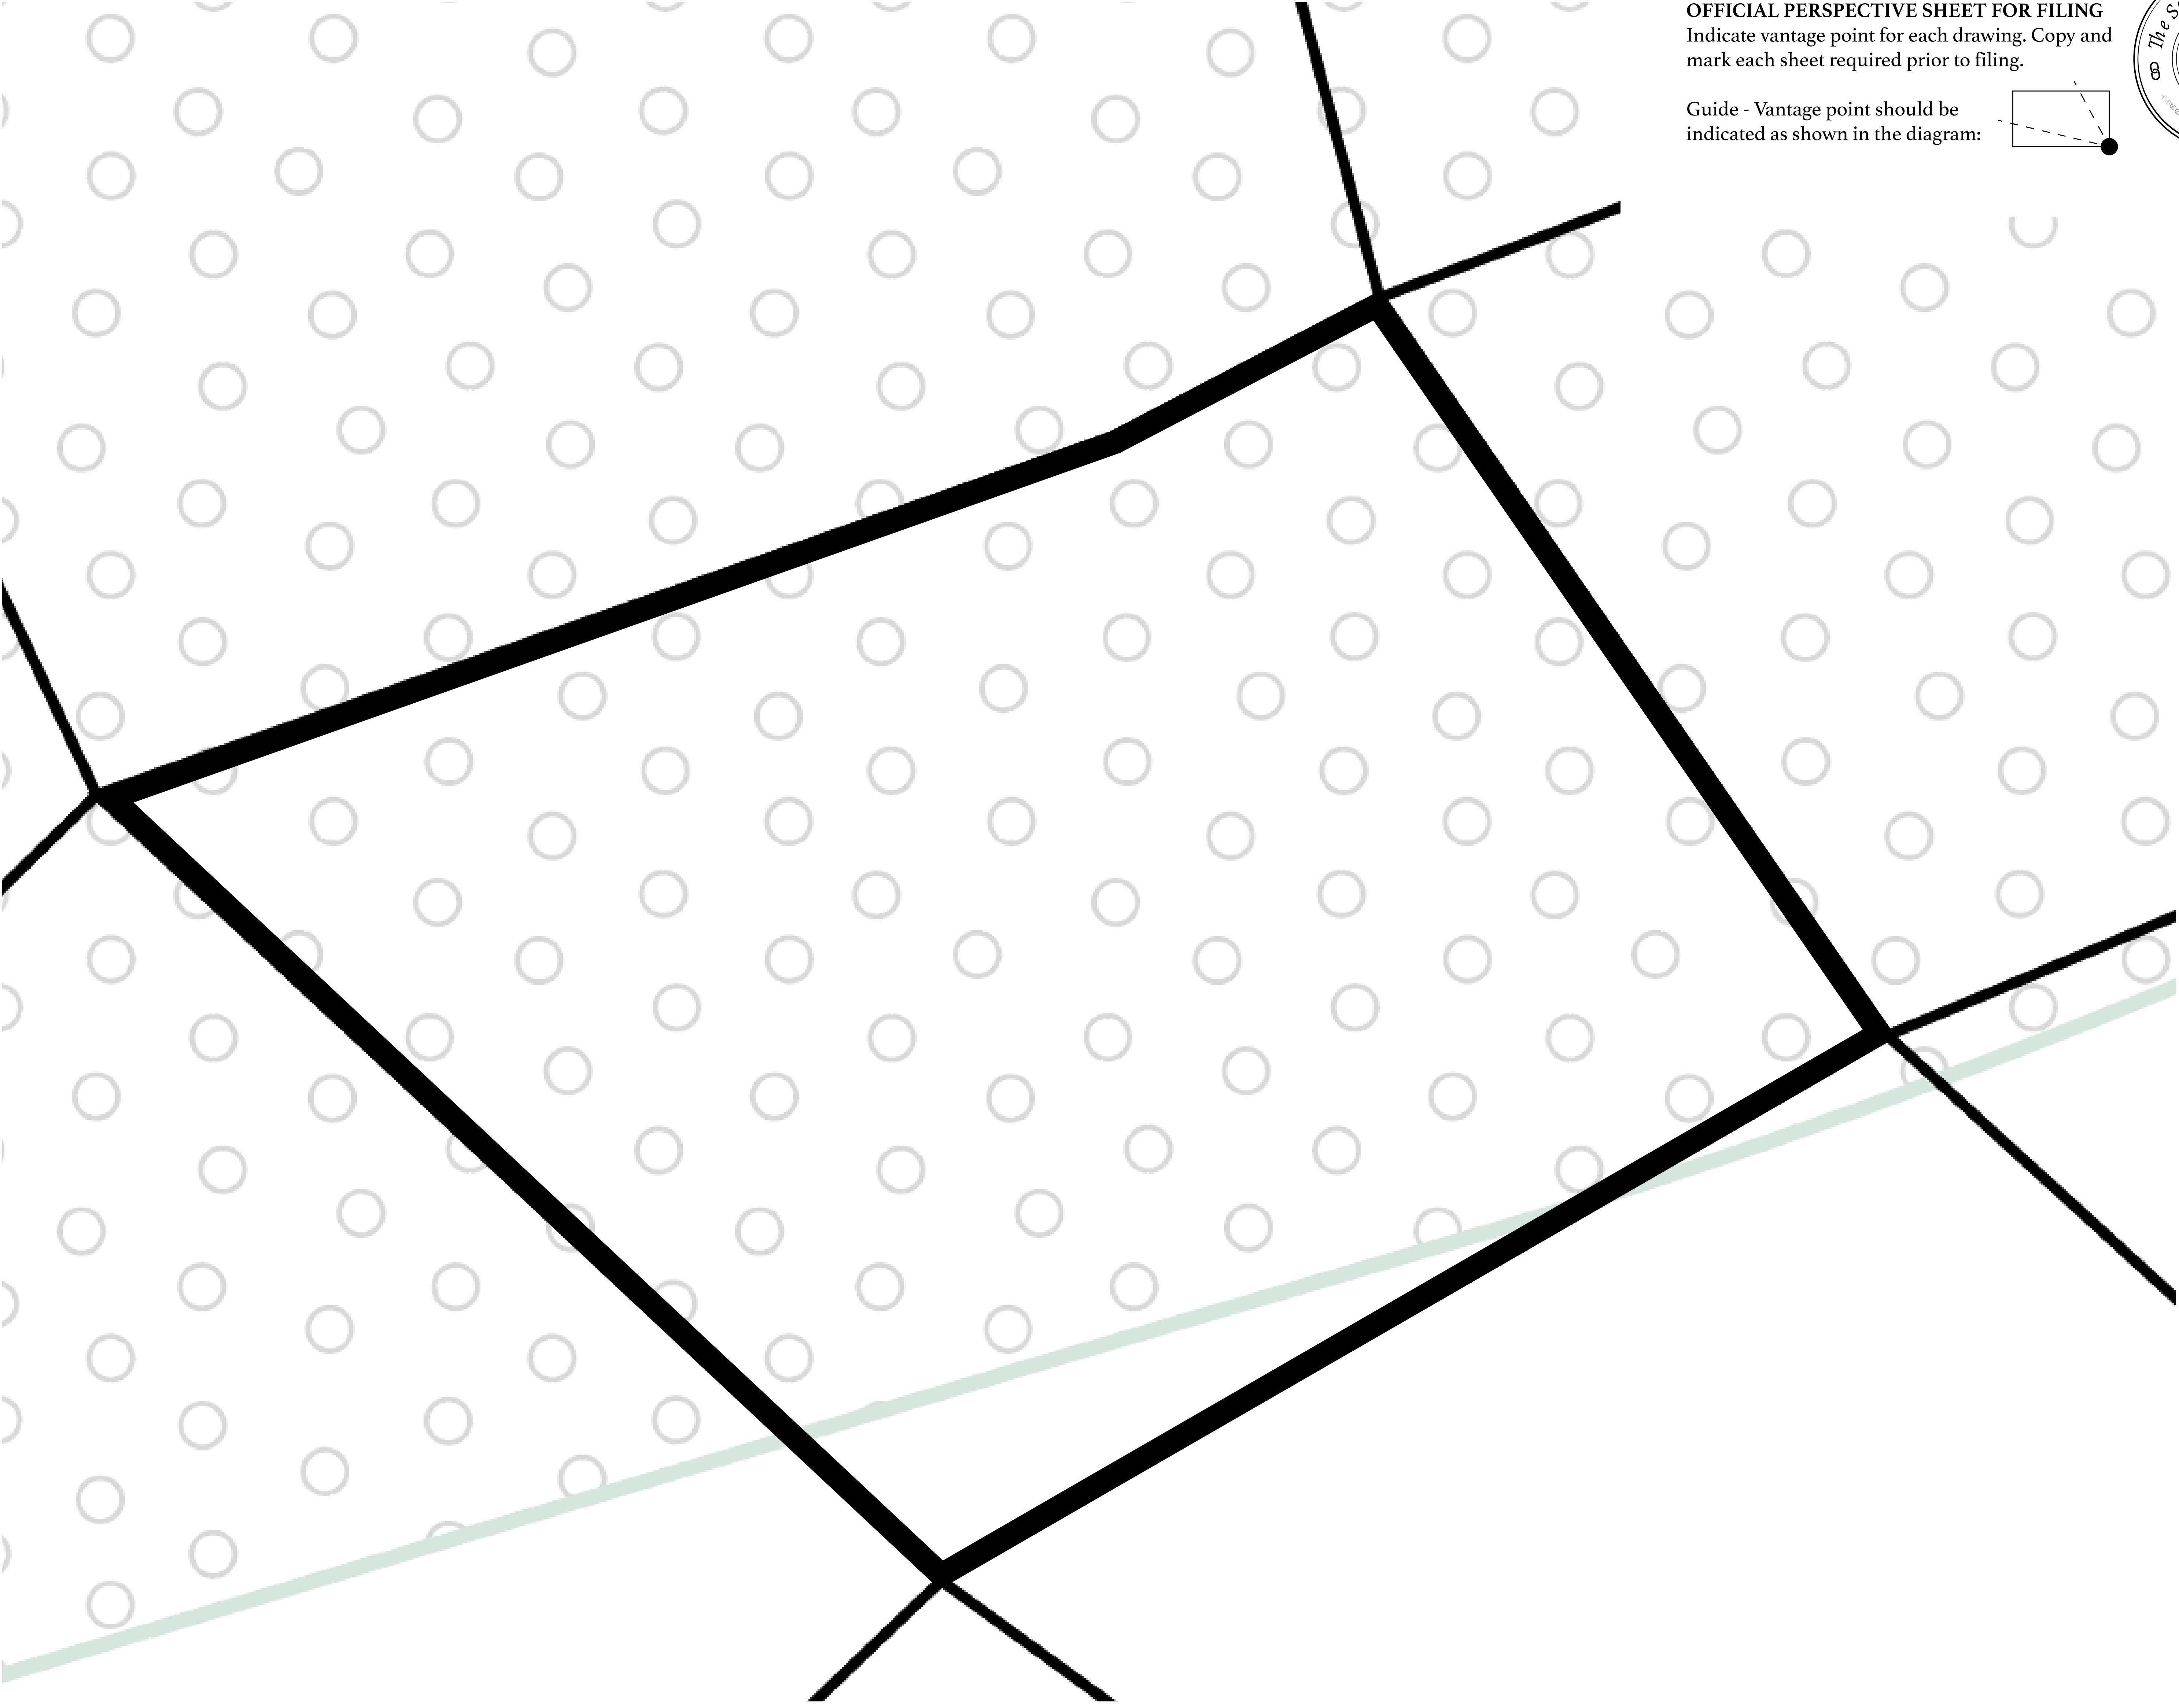 OFFICIAL PERSPECTIVE SHEET FOR FILING
Indicate vantage point for each drawing. Copy and
mark each sheet required prior to filing.
Guide - Vantage point should be
indicated as shown in the diagram:
The